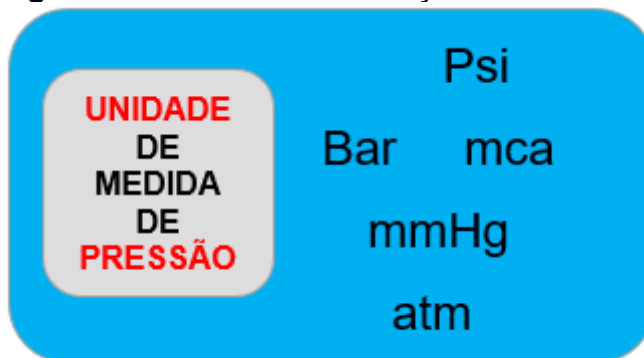 UNIDADE
DE
MEDIDA
DE
PRESSÃO
Psi
Bar mca
mmHg
atm